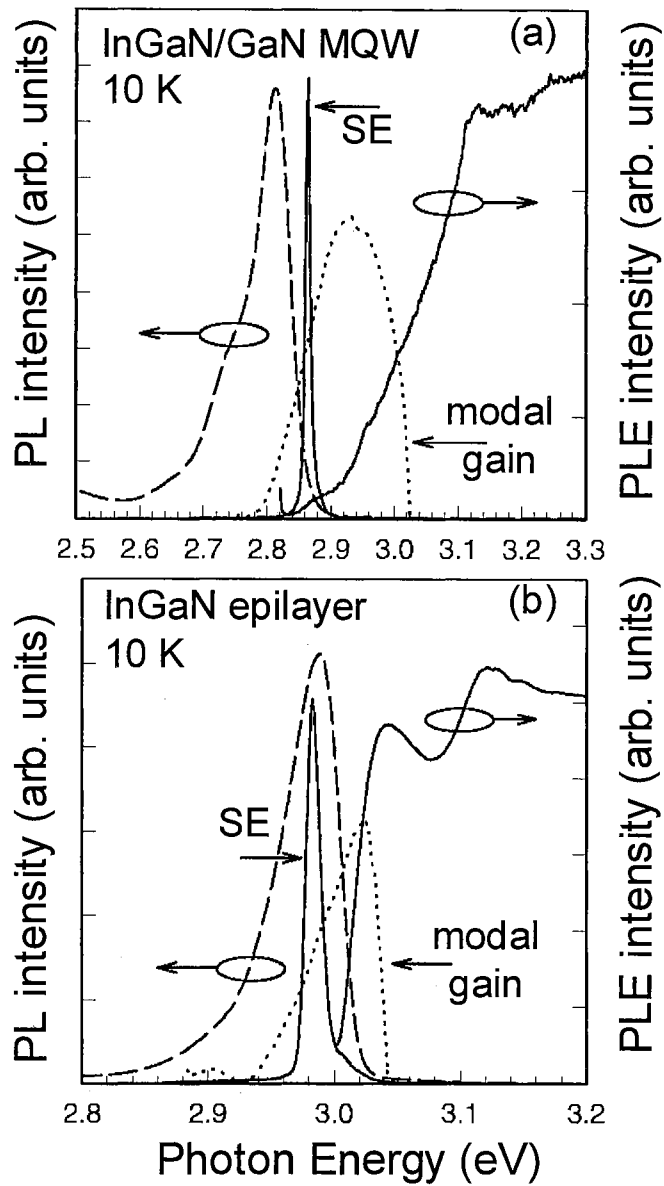 InGaN/GaN MQW
(a)
10 K
SE
modal
gain
PL intensity (arb. units)
PLE intensity (arb. units)
2.5 2.6 2.7 2.8 2.9 3.0 3.1 3.2 3.3
InGaN epilayer
(b)
10 K
SE
modal
gain
PL intensity (arb. units)
PLE intensity (arb. units)
2.8 2.9 3.0 3.1 3.2
Photon Energy (eV)